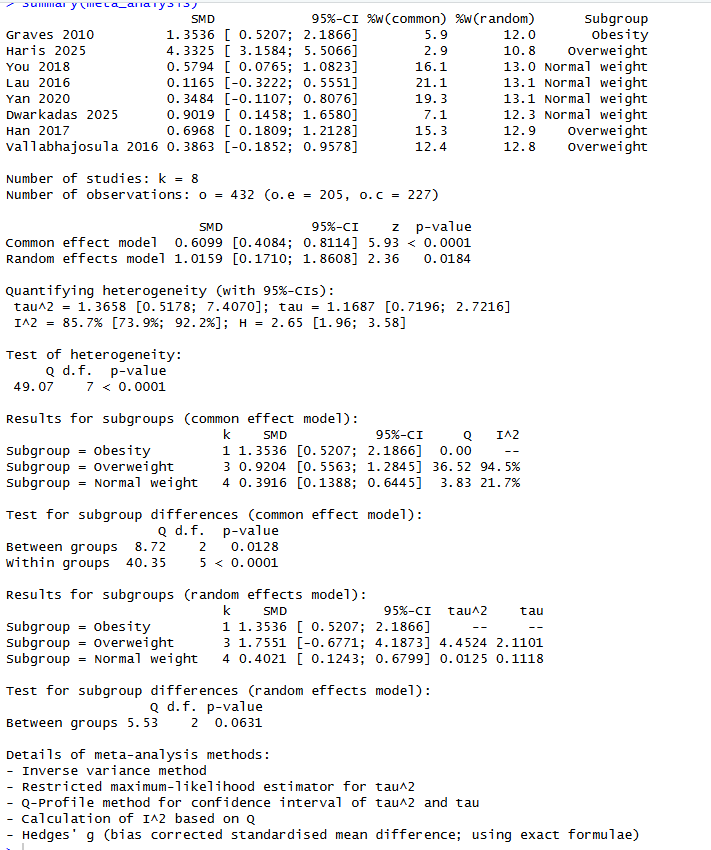 > summary(meta_analysis)
SMD 95%-CI %W(common) %W(random) Subgroup
Graves 2010 1.3536 [ 0.5207; 2.1866] 5.9 12.0 Obesity
Haris 2025 4.3325 [ 3.1584; 5.5066] 2.9 10.8 Overweight
You 2018 0.5794 [ 0.0765; 1.0823] 16.1 13.0 Normal weight
Lau 2016 0.1165 [-0.3222; 0.5551] 21.1 13.1 Normal weight
Yan 2020 0.3484 [-0.1107; 0.8076] 19.3 13.1 Normal weight
Dwarkadas 2025 0.9019 [ 0.1458; 1.6580] 7.1 12.3 Normal weight
Han 2017 0.6968 [ 0.1809; 1.2128] 15.3 12.9 Overweight
Vallabhajosula 2016 0.3863 [-0.1852; 0.9578] 12.4 12.8 Overweight
Number of studies: k = 8
Number of observations: o = 432 (o.e = 205, o.c = 227)
SMD 95%-CI z p-value
Common effect model 0.6099 [0.4084; 0.8114] 5.93 < 0.0001
Random effects model 1.0159 [0.1710; 1.8608] 2.36 0.0184
Quantifying heterogeneity (with 95%-CIs):
tau^2 = 1.3658 [0.5178; 7.4070]; tau = 1.1687 [0.7196; 2.7216]
I^2 = 85.7% [73.9%; 92.2%]; H = 2.65 [1.96; 3.58]
Test of heterogeneity:
Q d.f. p-value
49.07 7 < 0.0001
Results for subgroups (common effect model):
k SMD 95%-CI Q I^2
Subgroup = Obesity 1 1.3536 [0.5207; 2.1866] 0.00 --
Subgroup = Overweight 3 0.9204 [0.5563; 1.2845] 36.52 94.5%
Subgroup = Normal weight 4 0.3916 [0.1388; 0.6445] 3.83 21.7%
Test for subgroup differences (common effect model):
Q d.f. p-value
Between groups 8.72 2 0.0128
Within groups 40.35 5 < 0.0001
Results for subgroups (random effects model):
k SMD 95%-CI tau^2 tau
Subgroup = Obesity 1 1.3536 [ 0.5207; 2.1866] -- --
Subgroup = Overweight 3 1.7551 [-0.6771; 4.1873] 4.4524 2.1101
Subgroup = Normal weight 4 0.4021 [ 0.1243; 0.6799] 0.0125 0.1118
Test for subgroup differences (random effects model):
Q d.f. p-value
Between groups 5.53 2 0.0631
Details of meta-analysis methods:
- Inverse variance method
- Restricted maximum-likelihood estimator for tau^2
- Q-Profile method for confidence interval of tau^2 and tau
- Calculation of I^2 based on Q
- Hedges' g (bias corrected standardised mean difference; using exact formulae)
>